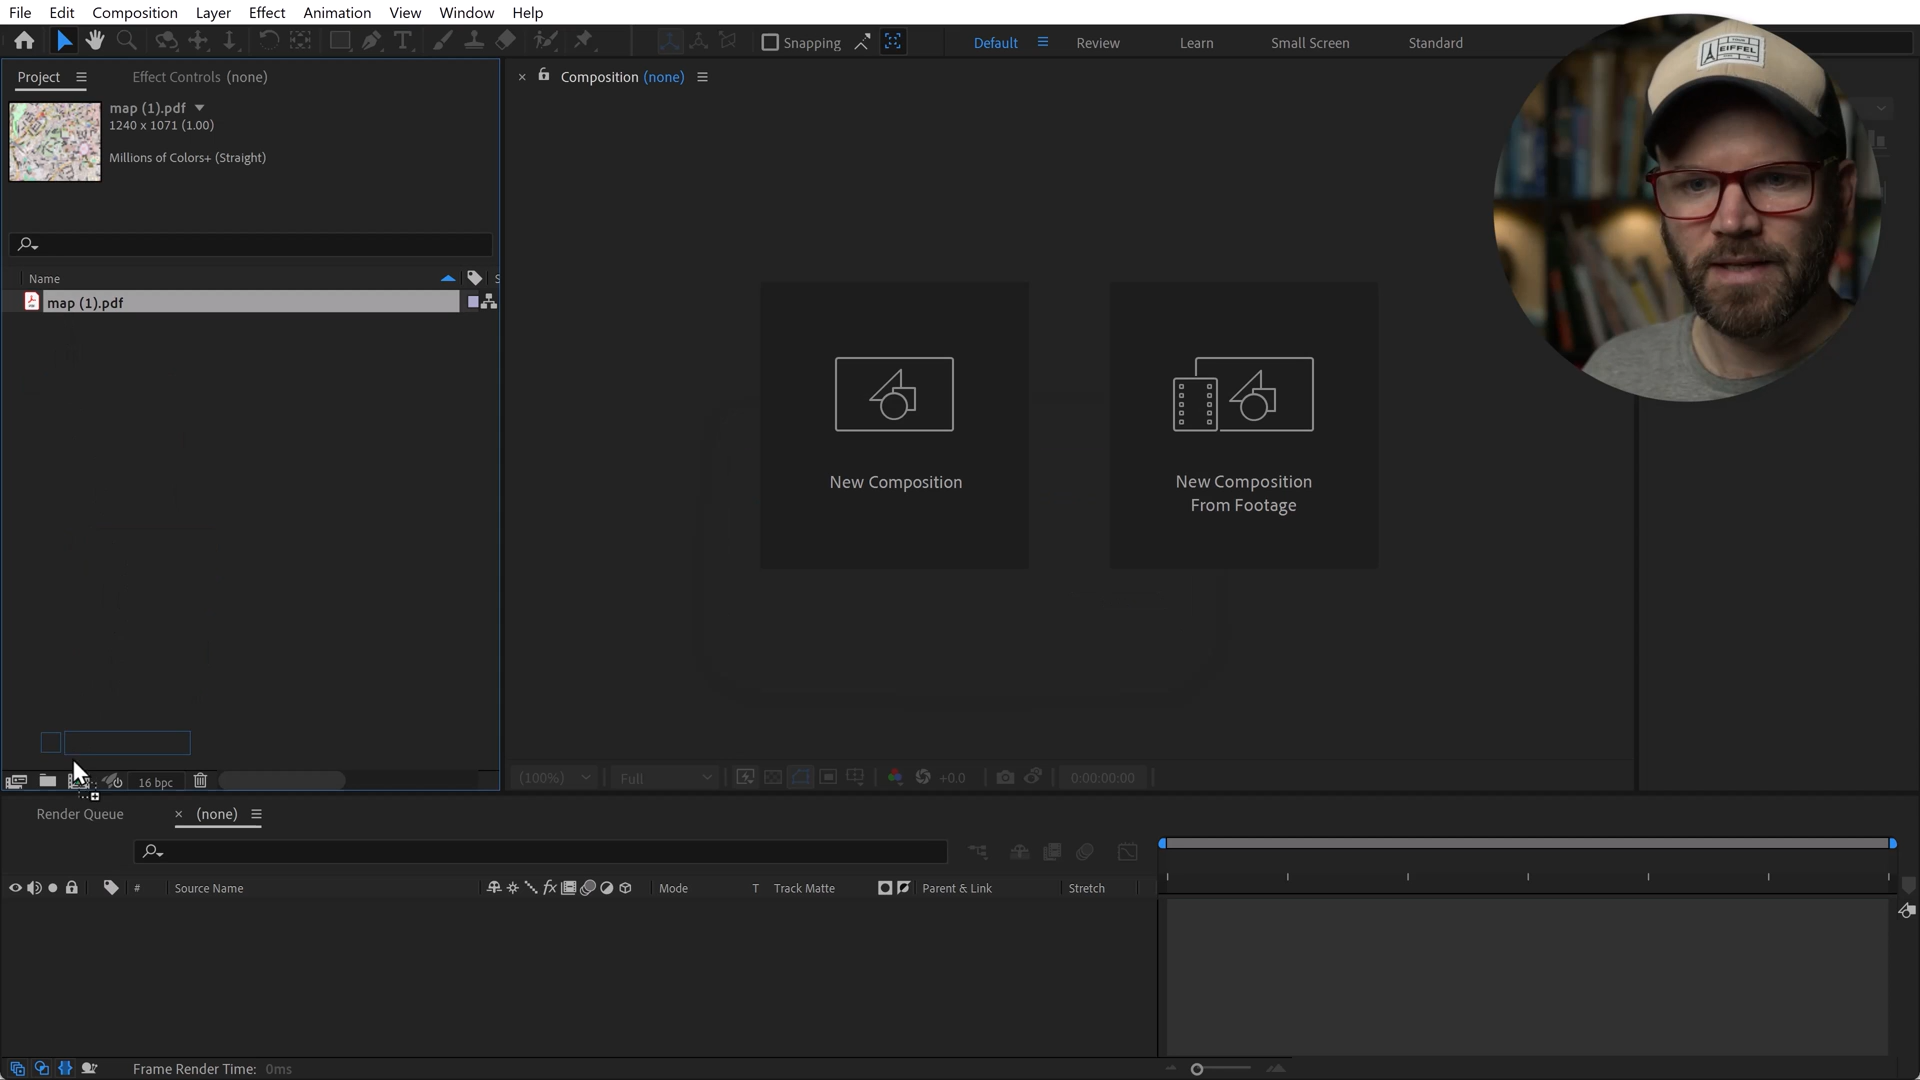 File Edit Composition Layer Effect Animation View Window Help
Snapping
Default Review Learn Small Screen Standard
EIFFEL
Project Effect Controls (none)
Composition (none)
map (1).pdf
1240 x 1071 (1.00)
Millions of Colors+ (Straight)
Name
map (1).pdf
New Composition
New Composition
From Footage
16 bpc
(100%) Full +0.0 0:00:00:00
Render Queue (none)
# Source Name fx Mode T Track Matte Parent & Link Stretch
Frame Render Time: 0ms